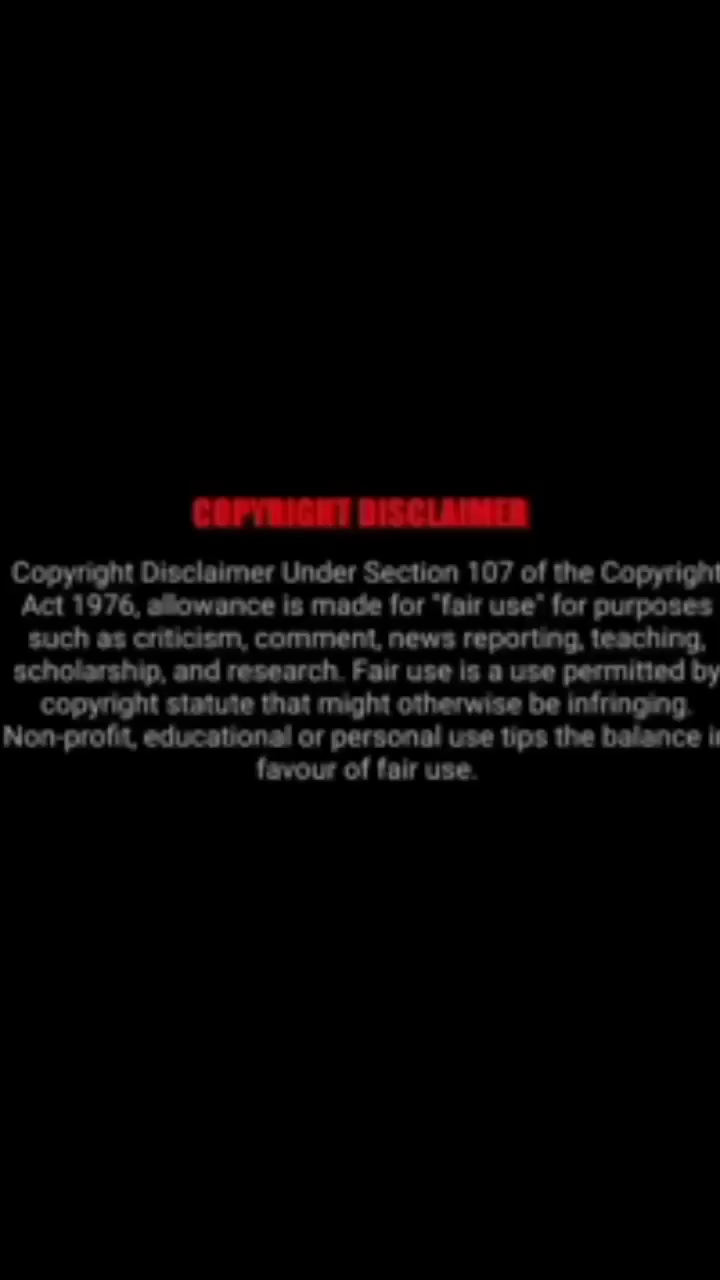 COPYRIGHT DISCLAIMER
Copyright Disclaimer Under Section 107 of the Copyright
Act 1976, allowance is made for "fair use" for purposes
such as criticism, comment, news reporting, teaching,
scholarship, and research. Fair use is a use permitted by
copyright statute that might otherwise be infringing.
Non-profit, educational or personal use tips the balance in
favour of fair use.